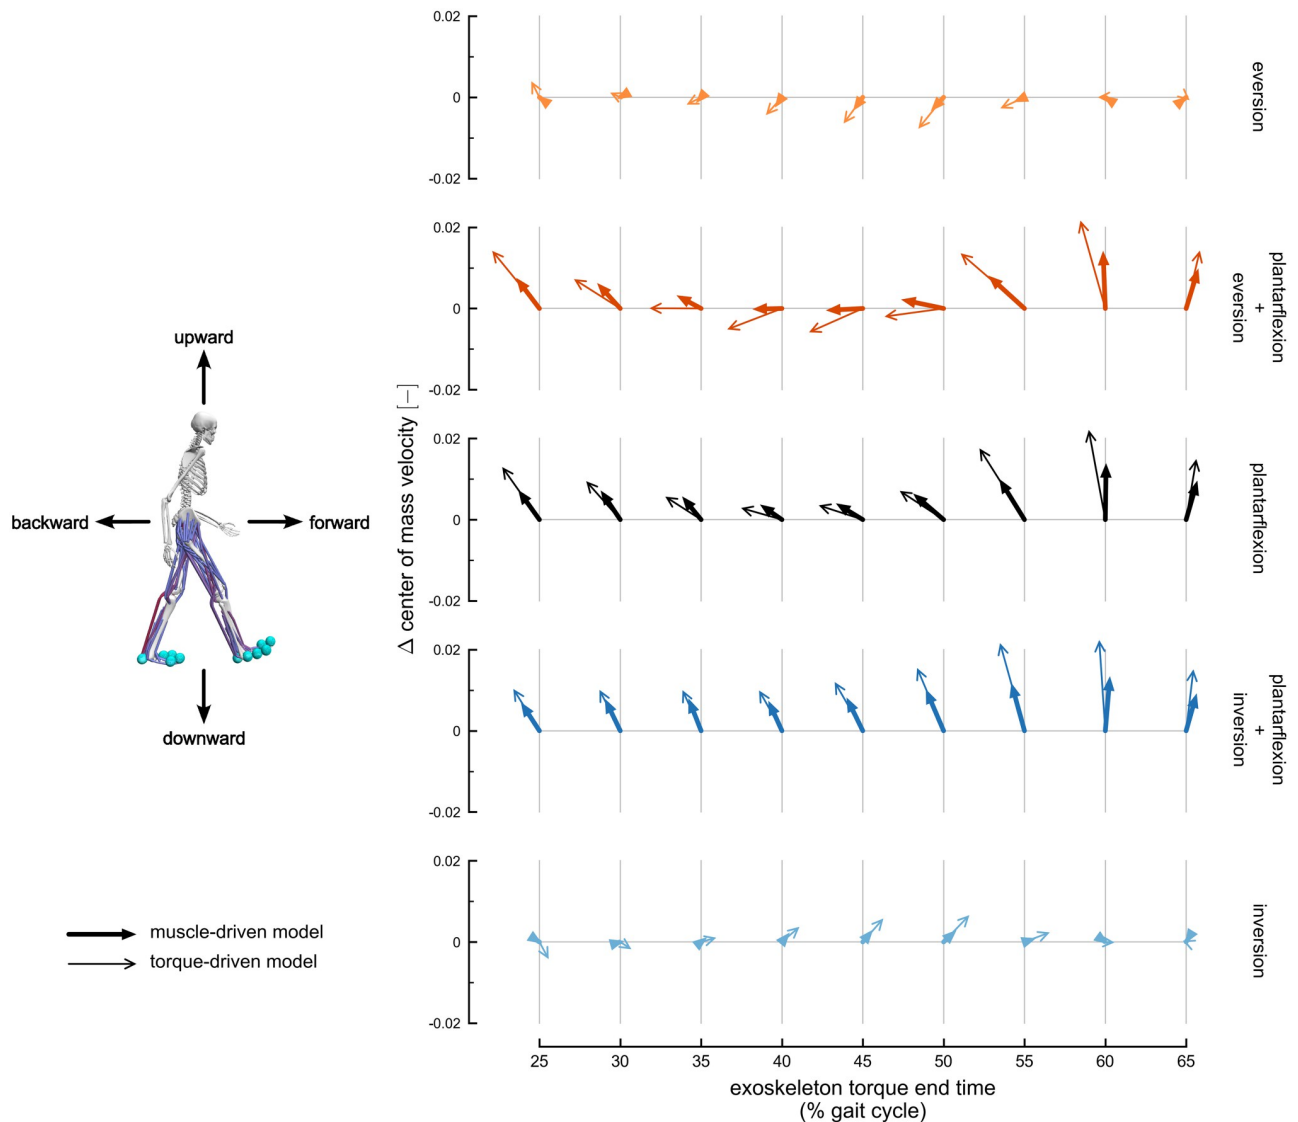 upward
backward
forward
downward
muscle-driven model
torque-driven model
Δ center of mass velocity [−]
0.02
0
-0.02
eversion
0.02
0
-0.02
plantarflexion
+
eversion
0.02
0
-0.02
plantarflexion
0.02
0
-0.02
plantarflexion
+
inversion
0.02
0
-0.02
inversion
25 30 35 40 45 50 55 60 65
exoskeleton torque end time
(% gait cycle)